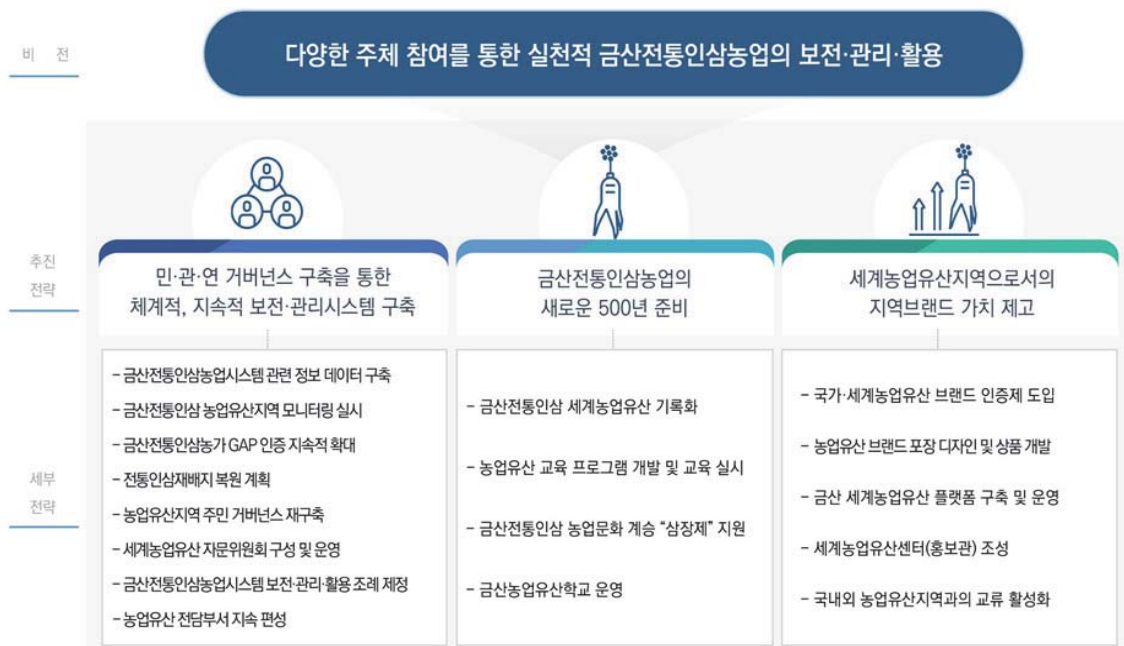 비 전
다양한 주체 참여를 통한 실천적 금산전통인삼농업의 보전·관리·활용
추진
전략
민·관·연 거버넌스 구축을 통한
체계적, 지속적 보전·관리시스템 구축
금산전통인삼농업의
새로운 500년 준비
세계농업유산지역으로서의
지역브랜드 가치 제고
세부
전략
- 금산전통인삼농업시스템 관련 정보 데이터 구축
- 금산전통인삼 농업유산지역 모니터링 실시
- 금산전통인삼농가 GAP 인증 지속적 확대
- 전통인삼재배지 복원 계획
- 농업유산지역 주민 거버넌스 재구축
- 세계농업유산 자문위원회 구성 및 운영
- 금산전통인삼농업시스템 보전·관리·활용 조례 제정
- 농업유산 전담부서 지속 편성
- 금산전통인삼 세계농업유산 기록화
- 농업유산 교육 프로그램 개발 및 교육 실시
- 금산전통인삼 농업문화 계승 “삼장제” 지원
- 금산농업유산학교 운영
- 국가·세계농업유산 브랜드 인증제 도입
- 농업유산 브랜드 포장 디자인 및 상품 개발
- 금산 세계농업유산 플랫폼 구축 및 운영
- 세계농업유산센터(홍보관) 조성
- 국내외 농업유산지역과의 교류 활성화